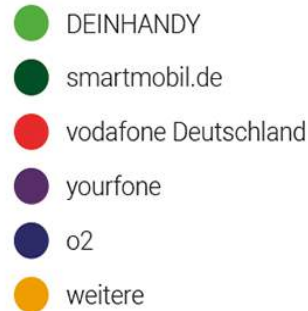 DEINHANDY
smartmobil.de
vodafone Deutschland
yourfone
o2
weitere